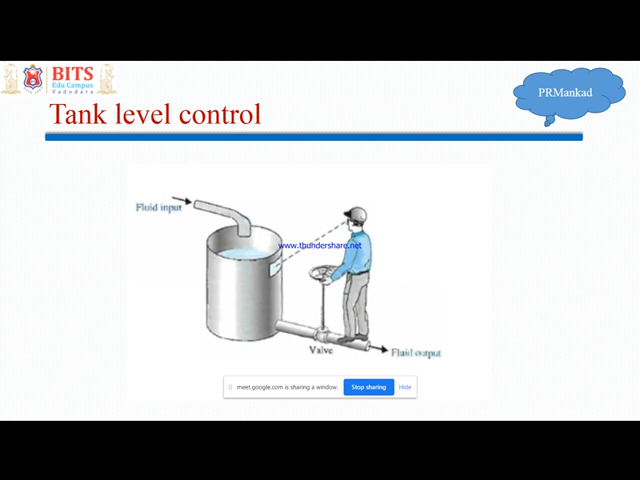 BITS
Edu Campus
Vadodara
PRMankad
Tank level control
Fluid input
www.thundershare.net
Valve
Fluid output
meet.google.com is sharing a window.
Stop sharing
Hide